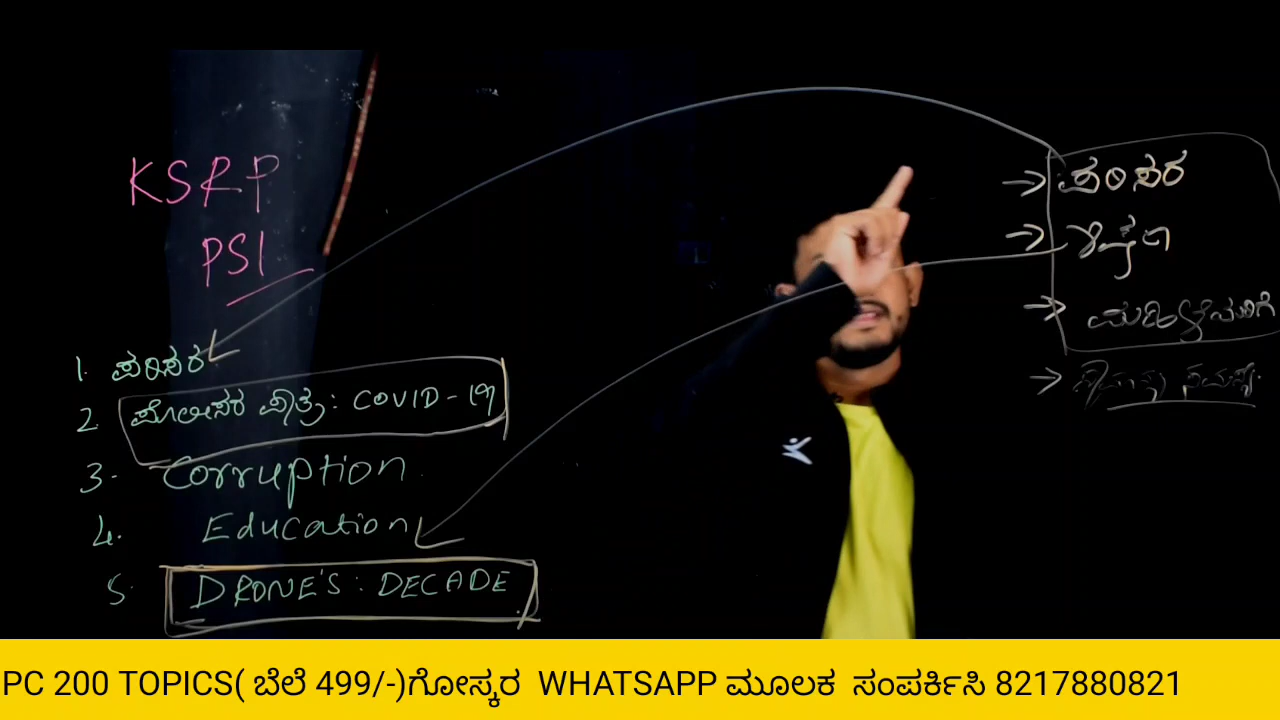 KSRP
PSI
1. ಪರಿಸರ
2. ಪೋಲೀಸರ ಪಾತ್ರ : COVID - 19
3. Corruption
4. Education
5. DRONE'S : DECADE
→ ಪರಿಸರ
→ ಶಿಕ್ಷಣ
→
→ ಸಮಸ್ಯೆ.
PC 200 TOPICS( ಬೆಲೆ 499/-)ಗೋಸ್ಕರ WHATSAPP ಮೂಲಕ ಸಂಪರ್ಕಿಸಿ 8217880821